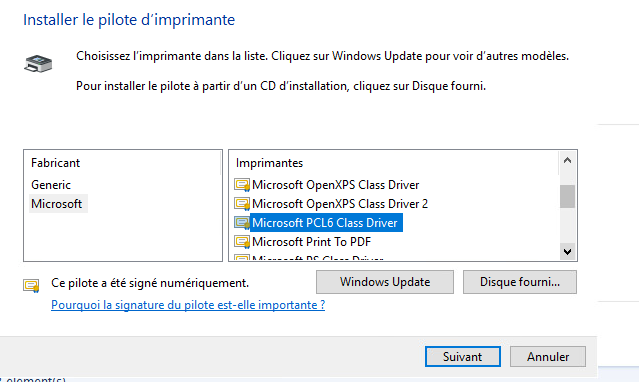 Installer le pilote d’imprimante
Choisissez l’imprimante dans la liste. Cliquez sur Windows Update pour voir d’autres modèles.
Pour installer le pilote à partir d’un CD d’installation, cliquez sur Disque fourni.
Fabricant
Generic
Microsoft
Imprimantes
Microsoft OpenXPS Class Driver
Microsoft OpenXPS Class Driver 2
Microsoft PCL6 Class Driver
Microsoft Print To PDF
Microsoft PS Class Driver
Ce pilote a été signé numériquement.
Windows Update
Disque fourni...
Pourquoi la signature du pilote est-elle importante ?
Suivant
Annuler
élément(s)